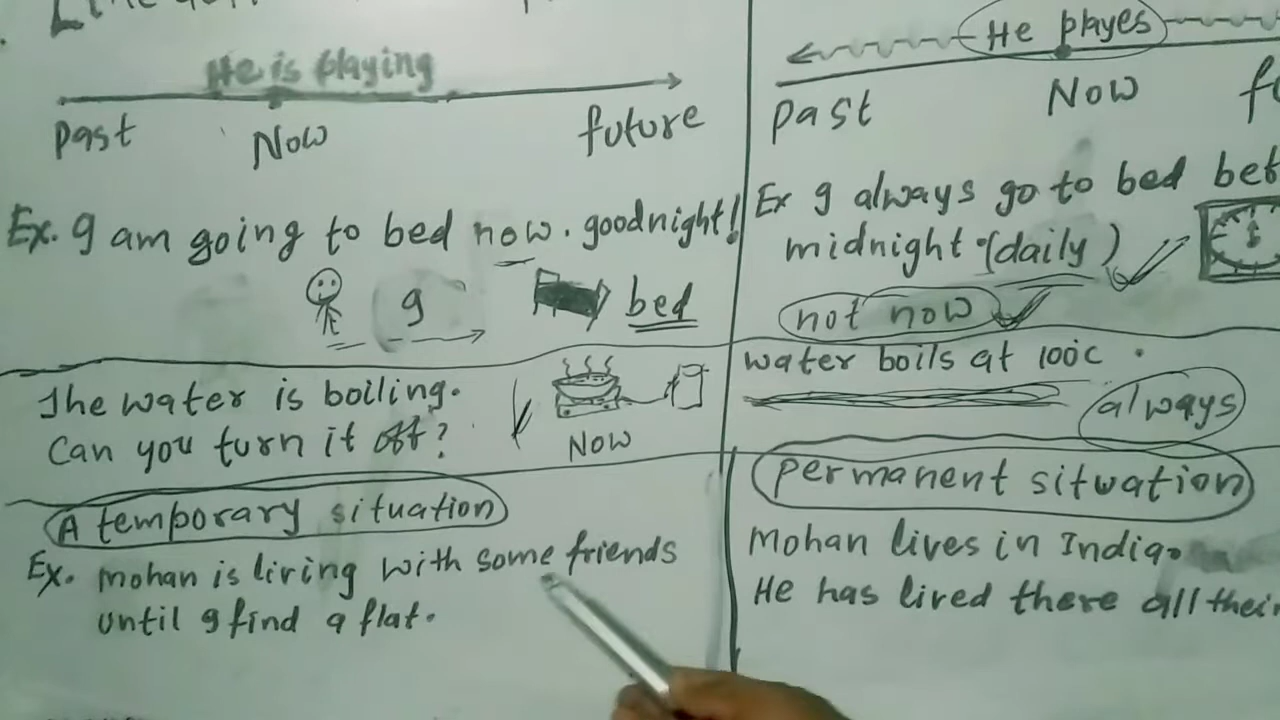 He is playing
Past Now future
Ex. I am going to bed now. goodnight!
I bed
The water is boiling.
Can you turn it off?
Now
A temporary situation
Ex. Mohan is living with some friends
until I find a flat.
He playes
Past Now
Ex I always go to bed
midnight. (daily)
not now
water boils at 100c.
always
permanent situation
Mohan lives in India.
He has lived there all their